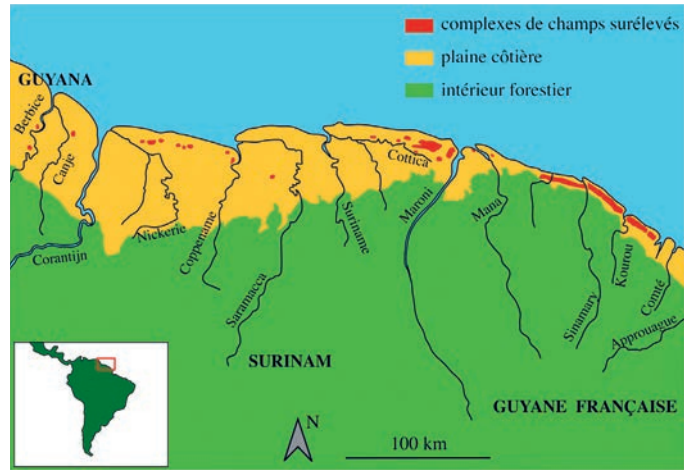 complexes de champs surélevés
plaine côtière
intérieur forestier
GUYANA
Berbice
Canje
Corantijn
Nickerie
Coppename
Saramacca
Suriname
Cottica
Maroni
Mana
Sinamary
Kourou
Comté
Approuague
SURINAM
GUYANE FRANÇAISE
N
100 km